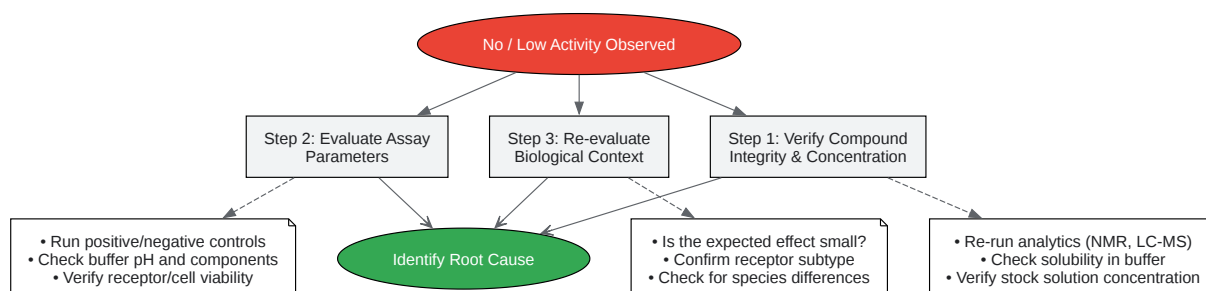 No / Low Activity Observed
Step 2: Evaluate Assay
Parameters
Step 3: Re-evaluate
Biological Context
Step 1: Verify Compound
Integrity & Concentration
• Run positive/negative controls
• Check buffer pH and components
• Verify receptor/cell viability
Identify Root Cause
• Is the expected effect small?
• Confirm receptor subtype
• Check for species differences
• Re-run analytics (NMR, LC-MS)
• Check solubility in buffer
• Verify stock solution concentration